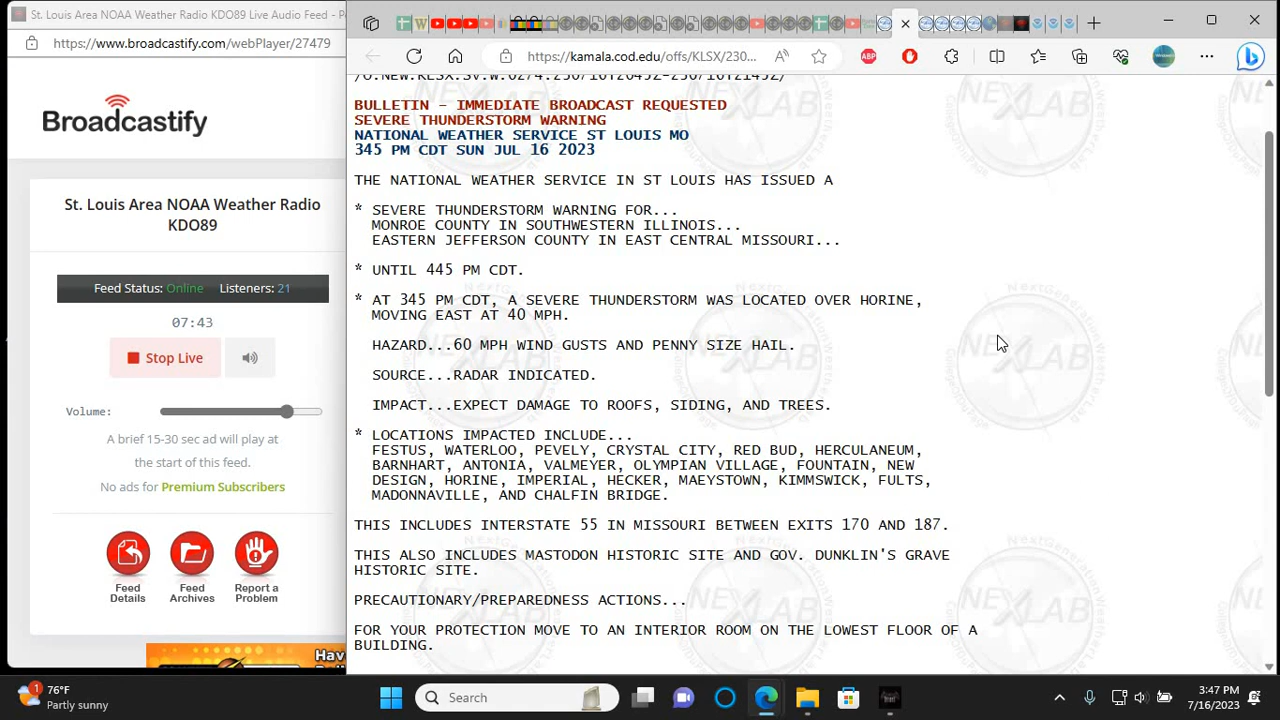 St. Louis Area NOAA Weather Radio KDO89 Live Audio Feed -
https://www.broadcastify.com/webPlayer/27479
Broadcastify
St. Louis Area NOAA Weather Radio
KDO89
Feed Status: Online Listeners: 21
07:43
Stop Live
Volume:
A brief 15-30 sec ad will play at
the start of this feed.
No ads for Premium Subscribers
Feed
Details
Feed
Archives
Report a
Problem
Hav
https://kamala.cod.edu/offs/KLSX/230...
ABP
BULLETIN - IMMEDIATE BROADCAST REQUESTED
SEVERE THUNDERSTORM WARNING
NATIONAL WEATHER SERVICE ST LOUIS MO
345 PM CDT SUN JUL 16 2023
THE NATIONAL WEATHER SERVICE IN ST LOUIS HAS ISSUED A
* SEVERE THUNDERSTORM WARNING FOR...
MONROE COUNTY IN SOUTHWESTERN ILLINOIS...
EASTERN JEFFERSON COUNTY IN EAST CENTRAL MISSOURI...
* UNTIL 445 PM CDT.
* AT 345 PM CDT, A SEVERE THUNDERSTORM WAS LOCATED OVER HORINE,
MOVING EAST AT 40 MPH.
HAZARD...60 MPH WIND GUSTS AND PENNY SIZE HAIL.
SOURCE...RADAR INDICATED.
IMPACT...EXPECT DAMAGE TO ROOFS, SIDING, AND TREES.
* LOCATIONS IMPACTED INCLUDE...
FESTUS, WATERLOO, PEVELY, CRYSTAL CITY, RED BUD, HERCULANEUM,
BARNHART, ANTONIA, VALMEYER, OLYMPIAN VILLAGE, FOUNTAIN, NEW
DESIGN, HORINE, IMPERIAL, HECKER, MAEYSTOWN, KIMMSWICK, FULTS,
MADONNAVILLE, AND CHALFIN BRIDGE.
THIS INCLUDES INTERSTATE 55 IN MISSOURI BETWEEN EXITS 170 AND 187.
THIS ALSO INCLUDES MASTODON HISTORIC SITE AND GOV. DUNKLIN'S GRAVE
HISTORIC SITE.
PRECAUTIONARY/PREPAREDNESS ACTIONS...
FOR YOUR PROTECTION MOVE TO AN INTERIOR ROOM ON THE LOWEST FLOOR OF A
BUILDING.
NEXLAB
1
76°F
Partly sunny
Search
3:47 PM
7/16/2023